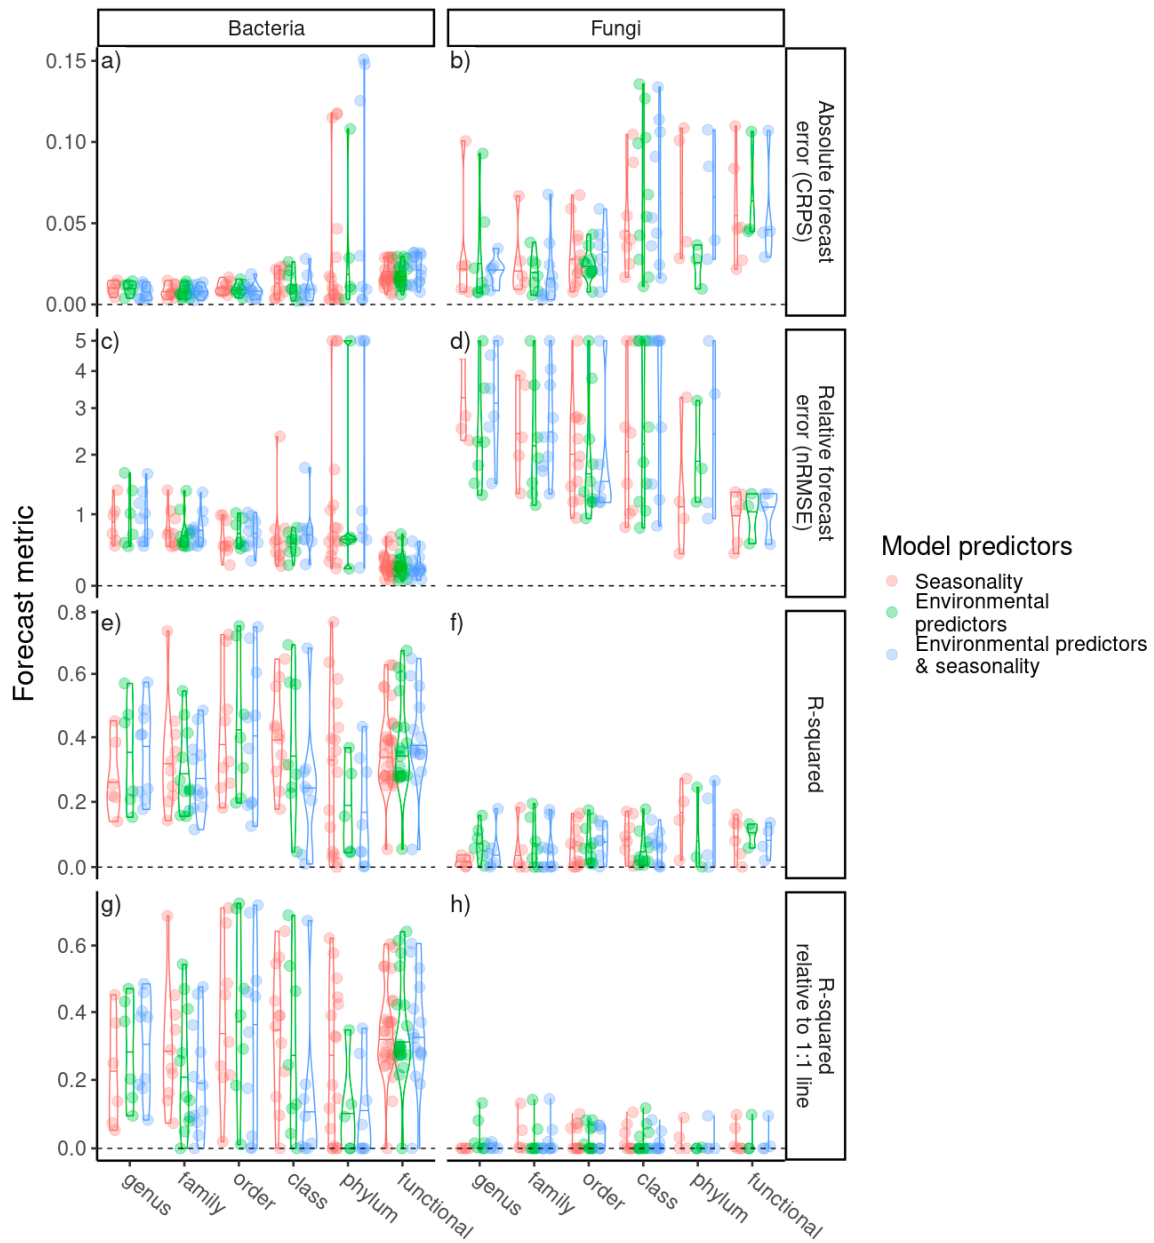 Bacteria
Fungi
a)
b)
0.15
0.10
0.05
0.00
Absolute forecast
error (CRPS)
c)
d)
5
4
3
2
1
0
Relative forecast
error (nRMSE)
Forecast metric
e)
f)
0.8
0.6
0.4
0.2
0.0
R-squared
g)
h)
0.6
0.4
0.2
0.0
R-squared
relative to 1:1 line
genus
family
order
class
phylum
functional
genus
family
order
class
phylum
functional
Model predictors
Seasonality
Environmental
predictors
Environmental predictors
& seasonality